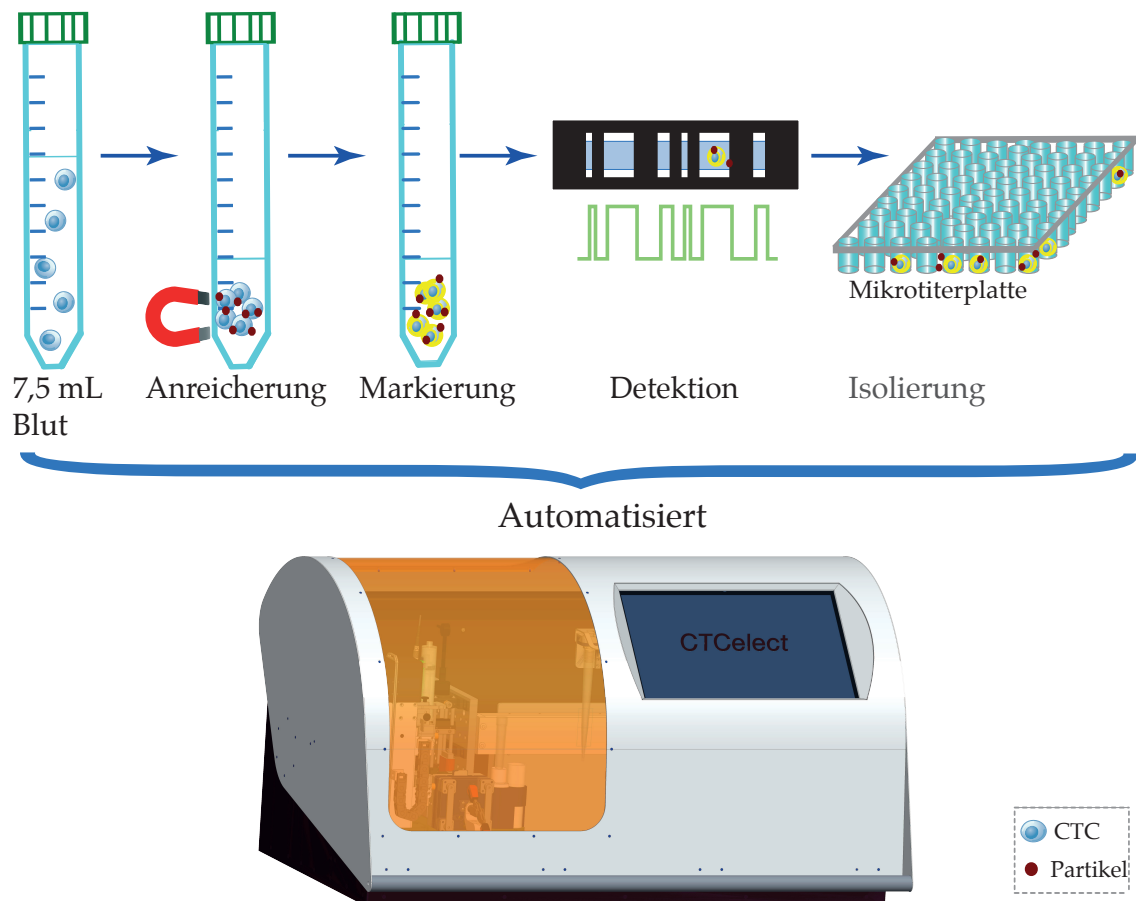 Mikrotiterplatte
7,5 mL
Blut
Anreicherung
Markierung
Detektion
Isolierung
Automatisiert
CTCelect
CTC
Partikel